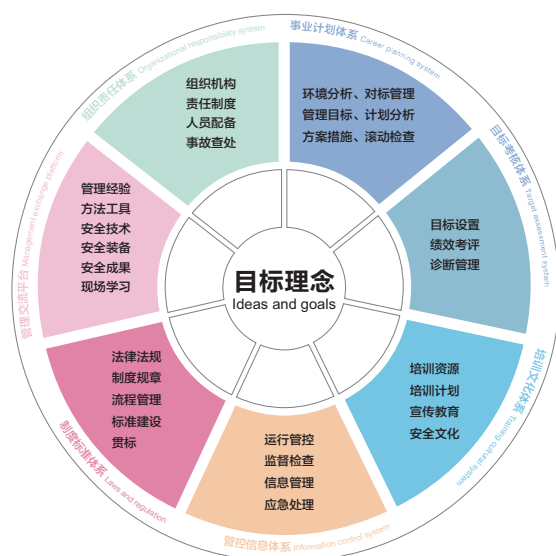 事业计划体系 Career planning system
环境分析、对标管理
管理目标、计划分析
方案措施、滚动检查
目标考核体系 Target assessment system
目标设置
绩效考评
诊断管理
培训文化体系 Training cultural system
培训资源
培训计划
宣传教育
安全文化
管控信息体系 information control system
运行管控
监督检查
信息管理
应急处理
制度标准体系 Laws and regulation
法律法规
制度规章
流程管理
标准建设
贯标
管理交流平台 Management exchange platform
管理经验
方法工具
安全技术
安全装备
安全成果
现场学习
组织责任体系 Organizational responsibility system
组织机构
责任制度
人员配备
事故查处
目标理念
Ideas and goals